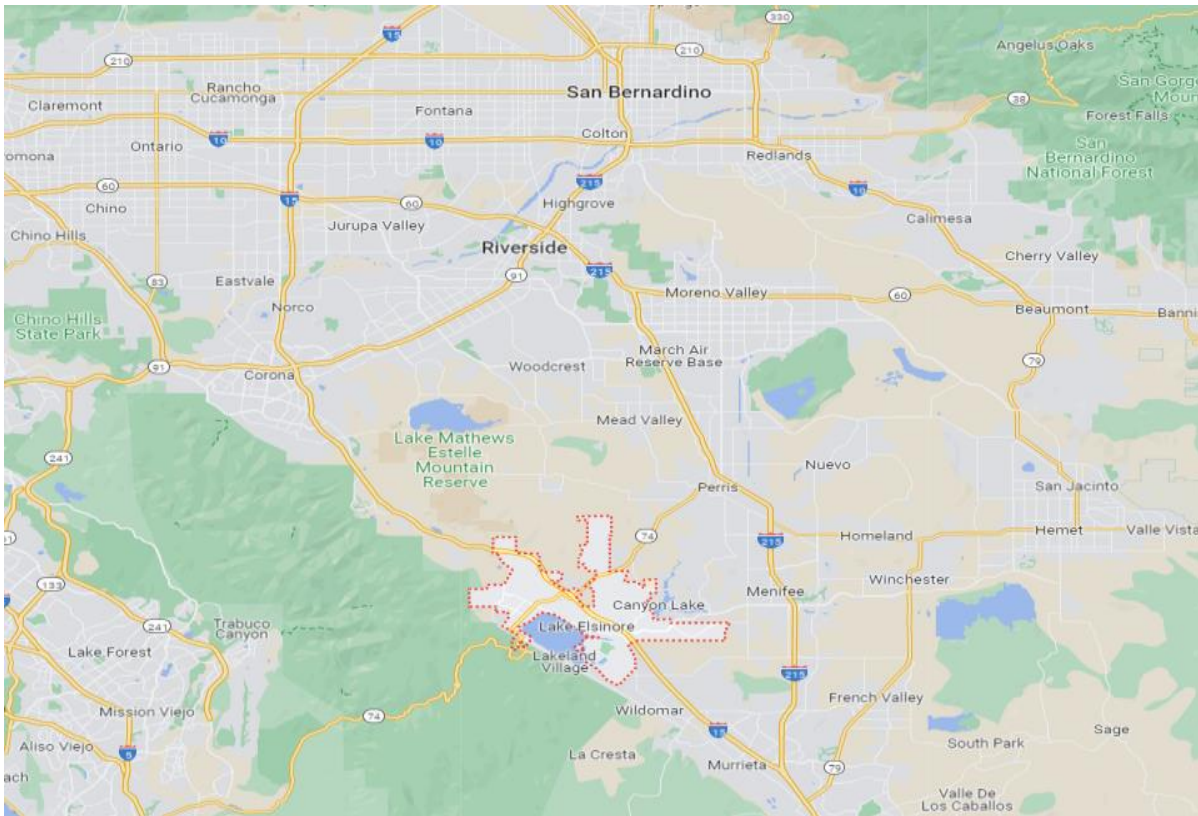 15
330
210
210
Angelus Oaks
Rancho
Cucamonga
San Bernardino
San Gorg
Moun
Claremont
Fontana
38
Forest Falls
10
10
Colton
Ontario
Redlands
San
Bernardino
National Forest
omona
60
215
10
15
60
Highgrove
Chino
Jurupa Valley
Calimesa
Chino Hills
Riverside
Cherry Valley
91
215
83
Eastvale
Moreno Valley
60
Norco
Beaumont
Banni
Chino Hills
State Park
March Air
Reserve Base
79
91
Woodcrest
Corona
Mead Valley
Lake Mathews
Estelle
Mountain
Reserve
241
Nuevo
Perris
San Jacinto
74
Homeland
Hemet
Valle Vista
215
133
Winchester
Menifee
Canyon Lake
241
Trabuco
Canyon
Lake Elsinore
Lake Forest
Lakeland
Village
215
French Valley
Mission Viejo
74
Wildomar
15
Sage
Aliso Viejo
5
La Cresta
South Park
ach
Murrieta
79
Valle De
Los Caballos